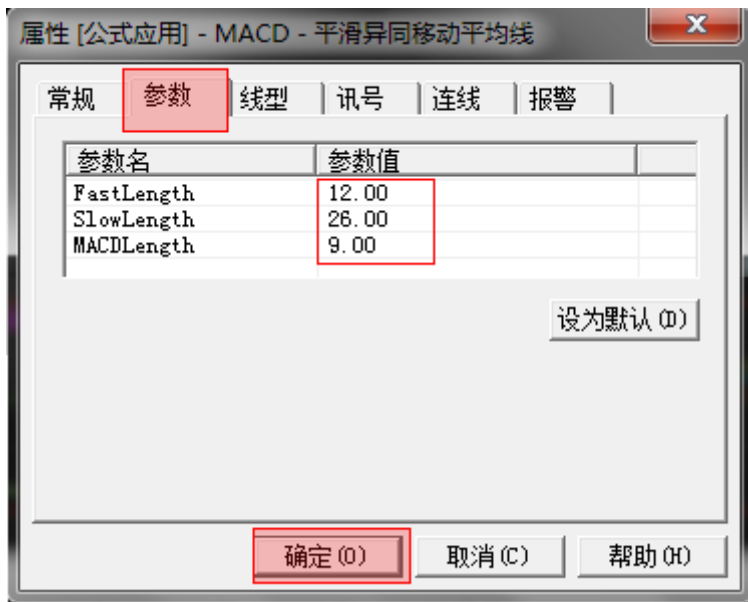 属性 [公式应用] - MACD - 平滑异同移动平均线
常规 参数 线型 讯号 连线 报警
参数名 参数值
FastLength 12.00
SlowLength 26.00
MACDLength 9.00
设为默认(D)
确定(O) 取消(C) 帮助(H)